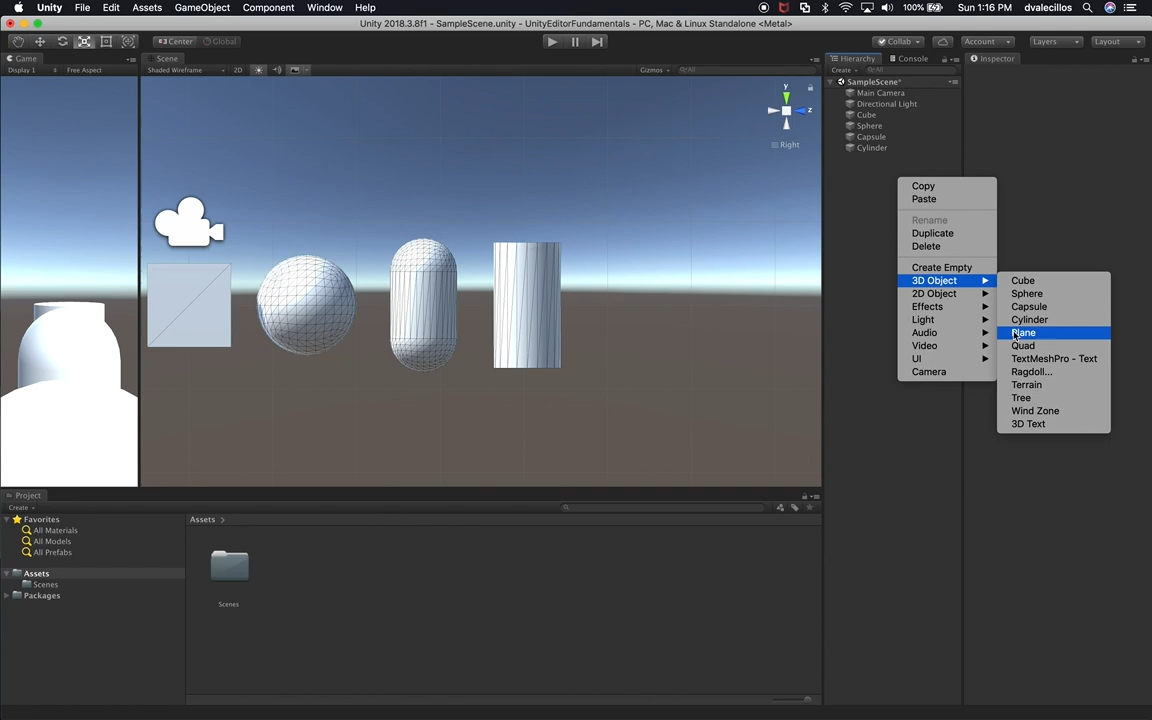 Unity File Edit Assets GameObject Component Window Help 100% Sun 1:16 PM dvalecillos
Unity 2018.3.8f1 - SampleScene.unity - UnityEditorFundamentals - PC, Mac & Linux Standalone <Metal>
Center Global Collab Account Layers Layout
Game Scene Hierarchy Console Inspector
Display 1 Free Aspect Shaded Wireframe 2D Gizmos All Create All
SampleScene*
Main Camera
Directional Light
Cube
Sphere
Capsule
Cylinder
y
z
Right
Copy
Paste
Rename
Duplicate
Delete
Create Empty
3D Object
2D Object
Effects
Light
Audio
Video
UI
Camera
Cube
Sphere
Capsule
Cylinder
Plane
Quad
TextMeshPro - Text
Ragdoll...
Terrain
Tree
Wind Zone
3D Text
Project
Create
Favorites
All Materials
All Models
All Prefabs
Assets
Scenes
Packages
Assets
Scenes